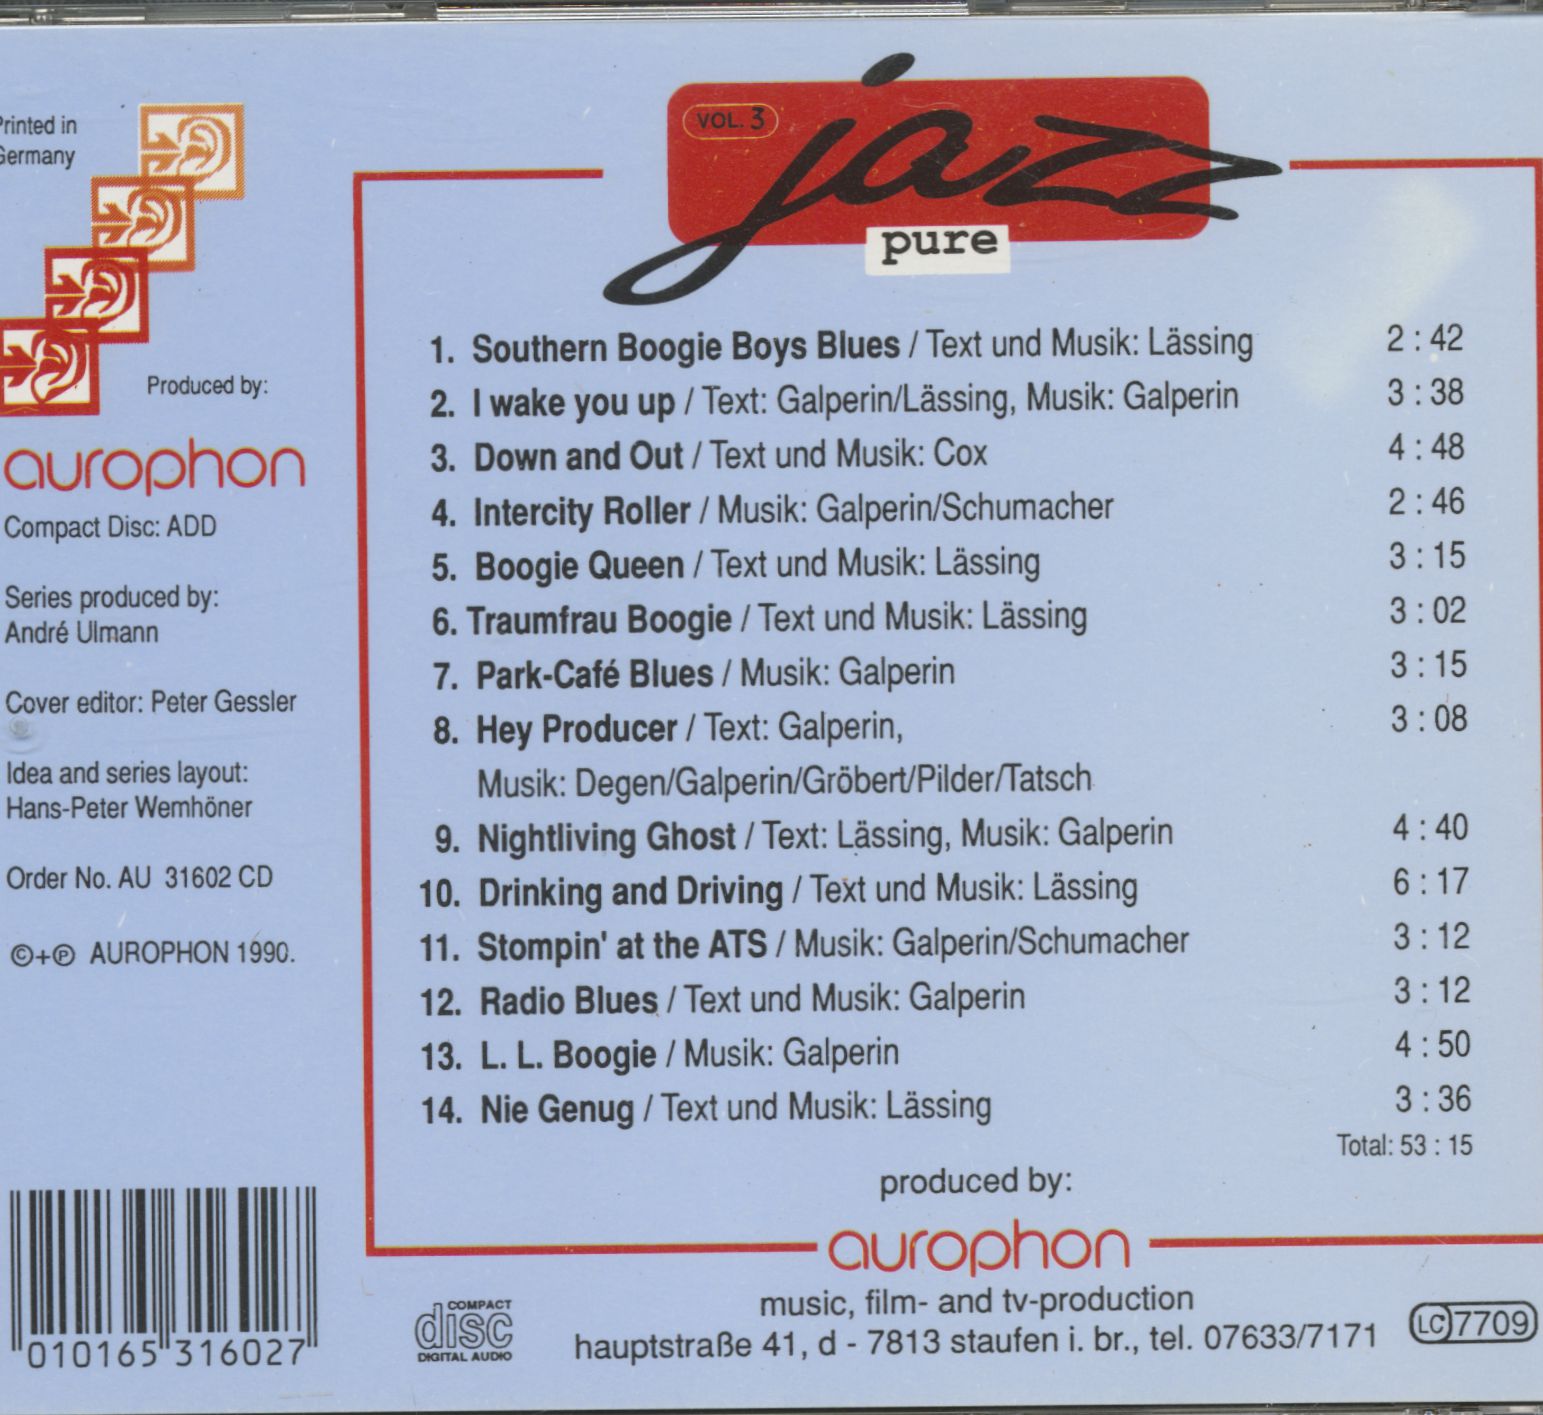 Printed in
Germany
VOL. 3
jazz
pure
Produced by:
aurophon
Compact Disc: ADD
Series produced by:
André Ulmann
Cover editor: Peter Gessler
Idea and series layout:
Hans-Peter Wemhöner
Order No. AU 31602 CD
©+℗ AUROPHON 1990.
010165 316027
1. Southern Boogie Boys Blues / Text und Musik: Lässing 2 : 42
2. I wake you up / Text: Galperin/Lässing, Musik: Galperin 3 : 38
3. Down and Out / Text und Musik: Cox 4 : 48
4. Intercity Roller / Musik: Galperin/Schumacher 2 : 46
5. Boogie Queen / Text und Musik: Lässing 3 : 15
6. Traumfrau Boogie / Text und Musik: Lässing 3 : 02
7. Park-Café Blues / Musik: Galperin 3 : 15
8. Hey Producer / Text: Galperin, 3 : 08
Musik: Degen/Galperin/Gröbert/Pilder/Tatsch
9. Nightliving Ghost / Text: Lässing, Musik: Galperin 4 : 40
10. Drinking and Driving / Text und Musik: Lässing 6 : 17
11. Stompin' at the ATS / Musik: Galperin/Schumacher 3 : 12
12. Radio Blues / Text und Musik: Galperin 3 : 12
13. L. L. Boogie / Musik: Galperin 4 : 50
14. Nie Genug / Text und Musik: Lässing 3 : 36
Total: 53 : 15
produced by:
aurophon
music, film- and tv-production
hauptstraße 41, d - 7813 staufen i. br., tel. 07633/7171
COMPACT
disc
DIGITAL AUDIO
LC 7709